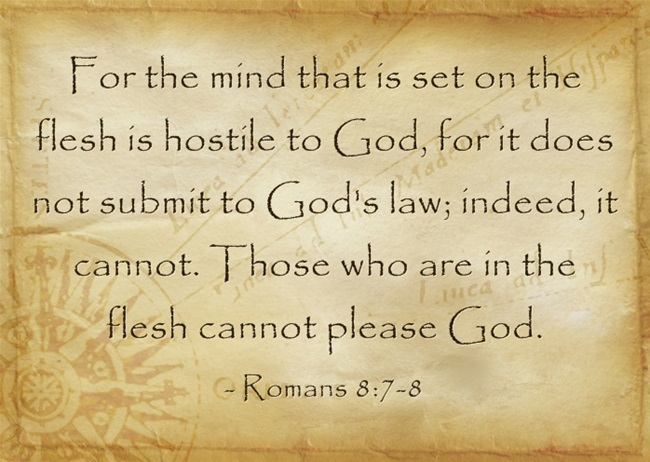 For the mind that is set on the
flesh is hostile to God, for it does
not submit to God's law; indeed, it
cannot. Those who are in the
flesh cannot please God.
- Romans 8:7-8